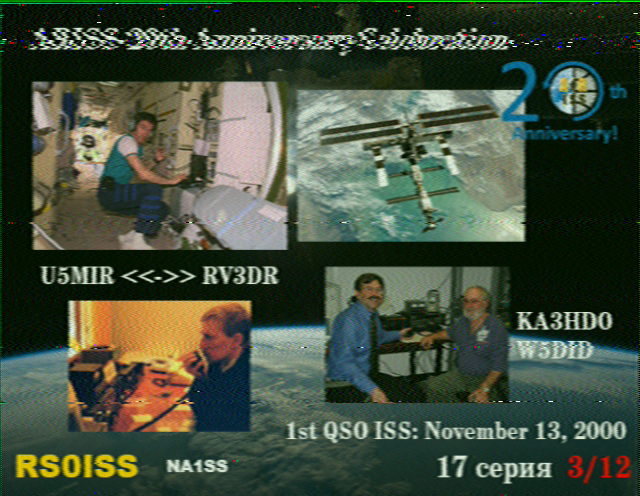 ARISS 20th Anniversary Celebration
20th
Anniversary!
U5MIR <<->> RV3DR
KA3HDO
W5DID
1st QSO ISS: November 13, 2000
RS0ISS NA1SS
17 серия 3/12